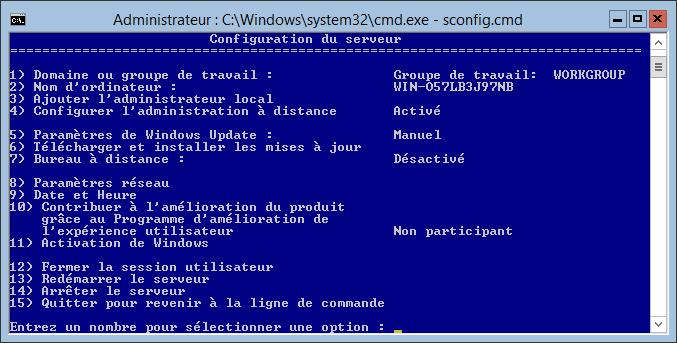 Administrateur : C:\Windows\system32\cmd.exe - sconfig.cmd
Configuration du serveur
===============================================================================
1) Domaine ou groupe de travail : Groupe de travail: WORKGROUP
2) Nom d'ordinateur : WIN-O57LB3J97NB
3) Ajouter l'administrateur local
4) Configurer l'administration à distance Activé
5) Paramètres de Windows Update : Manuel
6) Télécharger et installer les mises à jour
7) Bureau à distance : Désactivé
8) Paramètres réseau
9) Date et Heure
10) Contribuer à l'amélioration du produit
grâce au Programme d'amélioration de
l'expérience utilisateur Non participant
11) Activation de Windows
12) Fermer la session utilisateur
13) Redémarrer le serveur
14) Arrêter le serveur
15) Quitter pour revenir à la ligne de commande
Entrez un nombre pour sélectionner une option :